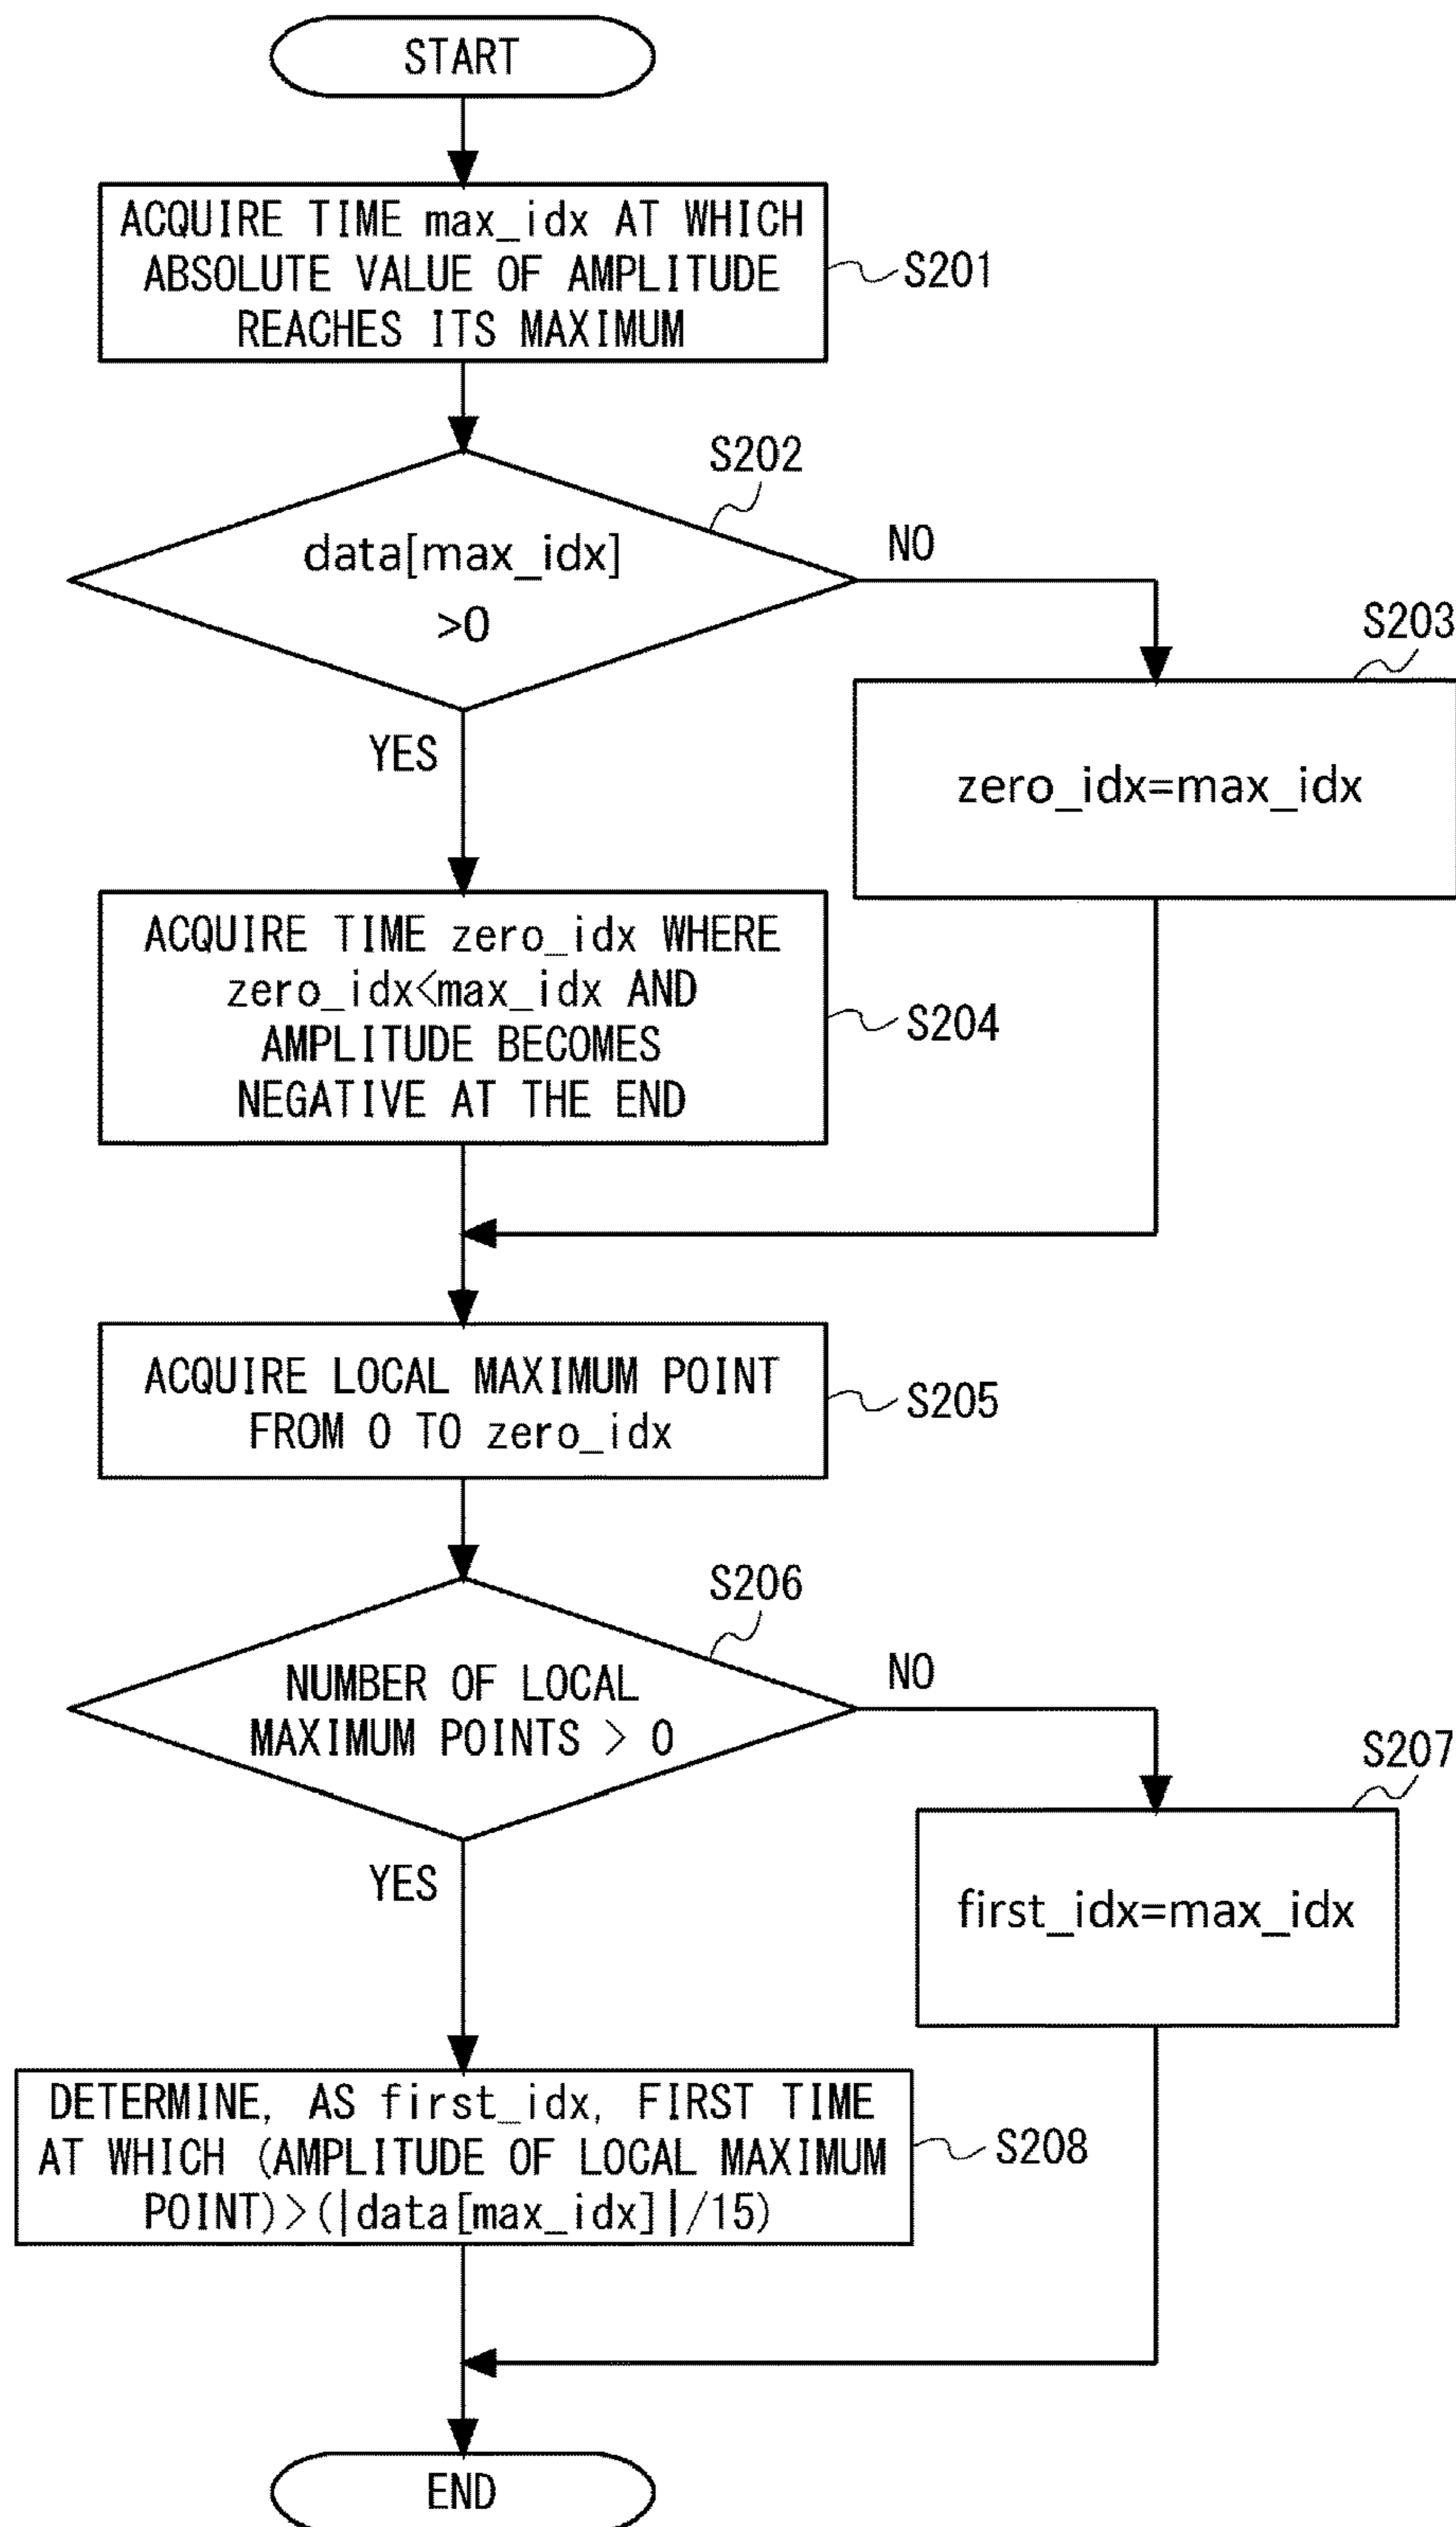 START
ACQUIRE TIME max_idx AT WHICH
ABSOLUTE VALUE OF AMPLITUDE
REACHES ITS MAXIMUM
S201
S202
data[max_idx]
>0
NO
YES
S203
zero_idx=max_idx
ACQUIRE TIME zero_idx WHERE
zero_idx<max_idx AND
AMPLITUDE BECOMES
NEGATIVE AT THE END
S204
ACQUIRE LOCAL MAXIMUM POINT
FROM 0 TO zero_idx
S205
S206
NUMBER OF LOCAL
MAXIMUM POINTS > 0
NO
YES
S207
first_idx=max_idx
DETERMINE, AS first_idx, FIRST TIME
AT WHICH (AMPLITUDE OF LOCAL MAXIMUM
POINT)>(|data[max_idx]|/15)
S208
END